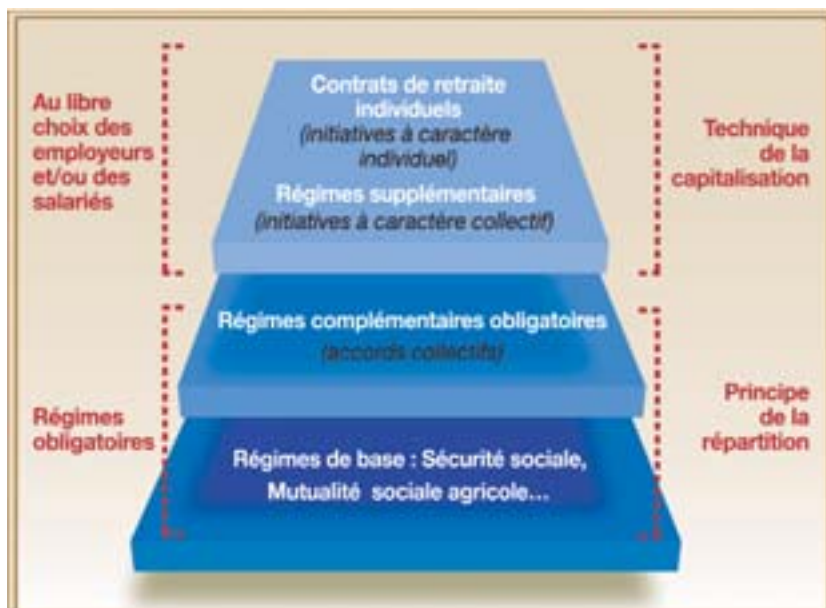 Au libre
choix des
employeurs
et/ou des
salariés
Contrats de retraite
individuels
(initiatives à caractère
individuel)
Régimes supplémentaires
(initiatives à caractère collectif)
Technique
de la
capitalisation
Régimes
obligatoires
Régimes complémentaires obligatoires
(accords collectifs)
Régimes de base : Sécurité sociale,
Mutualité sociale agricole...
Principe
de la
répartition